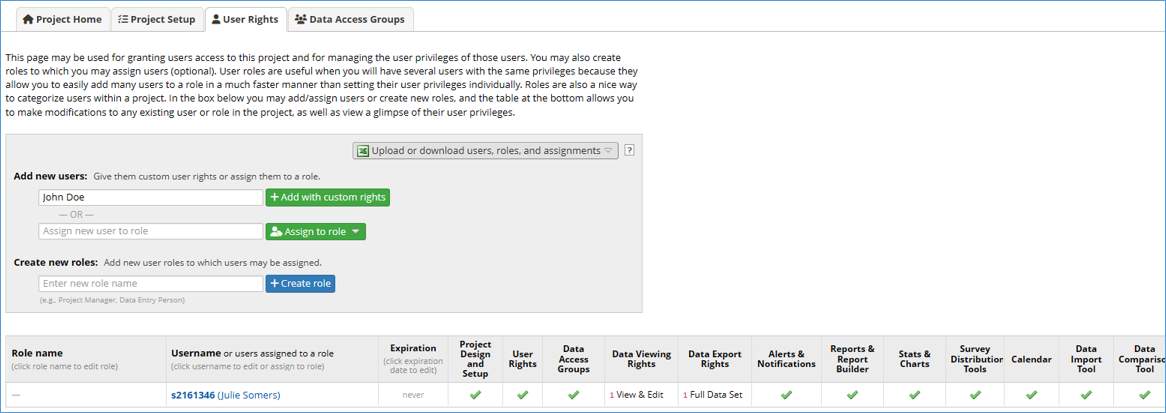 Project Home Project Setup User Rights Data Access Groups
This page may be used for granting users access to this project and for managing the user privileges of those users. You may also create
roles to which you may assign users (optional). User roles are useful when you will have several users with the same privileges because they
allow you to easily add many users to a role in a much faster manner than setting their user privileges individually. Roles are also a nice way
to categorize users within a project. In the box below you may add/assign users or create new roles, and the table at the bottom allows you
to make modifications to any existing user or role in the project, as well as view a glimpse of their user privileges.
Upload or download users, roles, and assignments ?
Add new users: Give them custom user rights or assign them to a role.
John Doe + Add with custom rights
— OR —
Assign new user to role Assign to role
Create new roles: Add new user roles to which users may be assigned.
Enter new role name + Create role
(e.g., Project Manager, Data Entry Person)
Role name
(click role name to edit role)
Username or users assigned to a role
(click username to edit or assign to role)
Expiration
(click expiration
date to edit)
Project
Design
and
Setup
User
Rights
Data
Access
Groups
Data Viewing
Rights
Data Export
Rights
Alerts &
Notifications
Reports &
Report
Builder
Stats &
Charts
Survey
Distribution
Tools
Calendar
Data
Import
Tool
Data
Comparison
Tool
— s2161346 (Julie Somers) never 1 View & Edit 1 Full Data Set